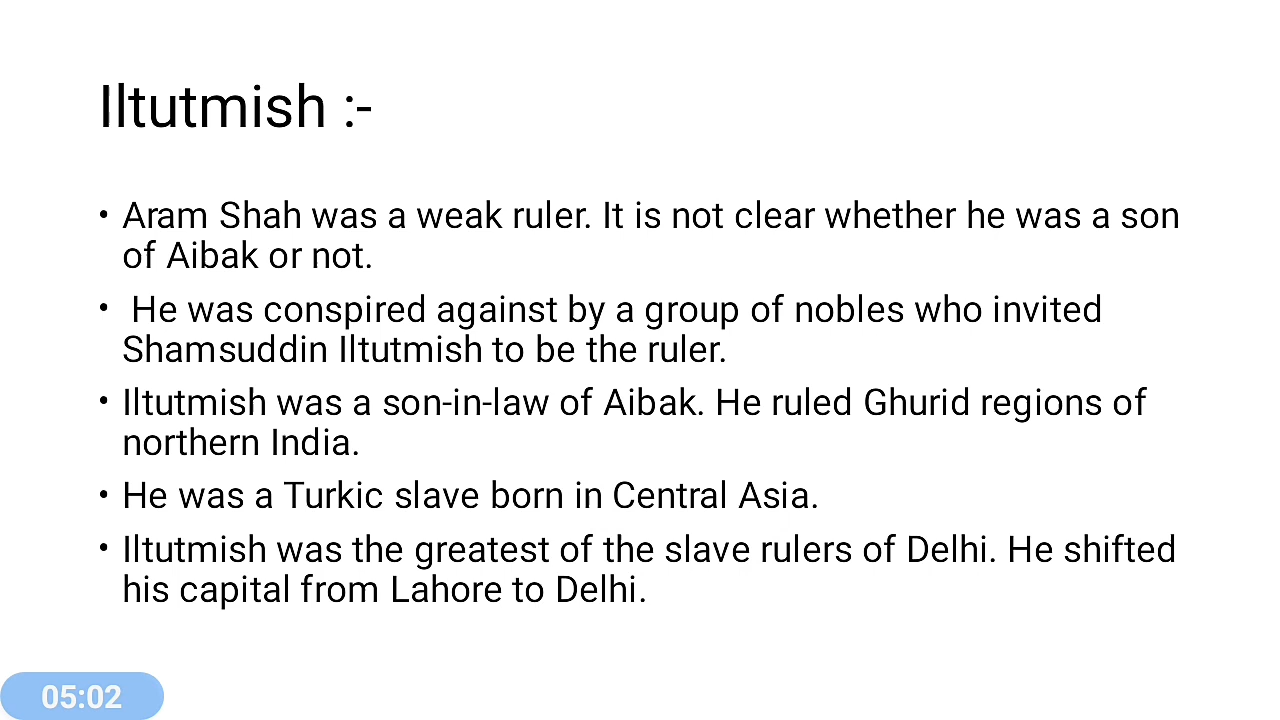 Iltutmish :-
• Aram Shah was a weak ruler. It is not clear whether he was a son
of Aibak or not.
• He was conspired against by a group of nobles who invited
Shamsuddin Iltutmish to be the ruler.
• Iltutmish was a son-in-law of Aibak. He ruled Ghurid regions of
northern India.
• He was a Turkic slave born in Central Asia.
• Iltutmish was the greatest of the slave rulers of Delhi. He shifted
his capital from Lahore to Delhi.
05:02